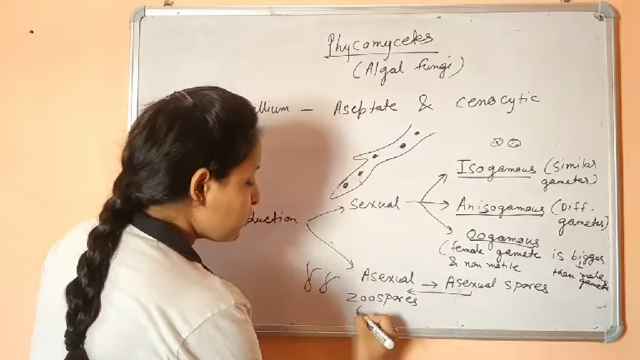 Phycomycetes
(Algal fungi)
llium - Aseptate & cenocytic
Isogamous (Similar gametes)
duction
Sexual
Anisogamous (Diff. gametes)
Oogamous
(female gamete is bigger
& non motile than male gamete
Asexual → Asexual spores
Zoospores
(